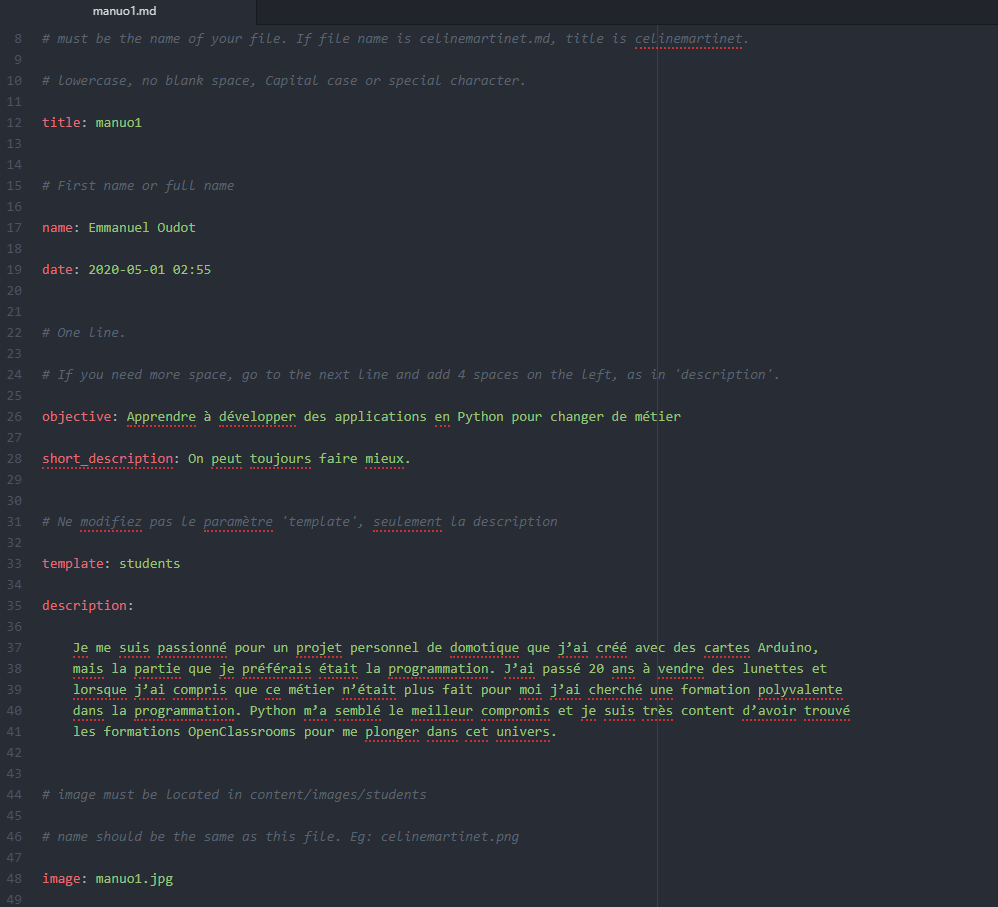 manuo1.md
8 # must be the name of your file. If file name is celinemartinet.md, title is celinemartinet.
9
10 # lowercase, no blank space, Capital case or special character.
11
12 title: manuo1
13
14
15 # First name or full name
16
17 name: Emmanuel Oudot
18
19 date: 2020-05-01 02:55
20
21
22 # One line.
23
24 # If you need more space, go to the next line and add 4 spaces on the left, as in `description`.
25
26 objective: Apprendre à développer des applications en Python pour changer de métier
27
28 short_description: On peut toujours faire mieux.
29
30
31 # Ne modifiez pas le paramètre `template`, seulement la description
32
33 template: students
34
35 description:
36
37 Je me suis passionné pour un projet personnel de domotique que j’ai créé avec des cartes Arduino,
38 mais la partie que je préférais était la programmation. J’ai passé 20 ans à vendre des lunettes et
39 lorsque j’ai compris que ce métier n’était plus fait pour moi j’ai cherché une formation polyvalente
40 dans la programmation. Python m’a semblé le meilleur compromis et je suis très content d’avoir trouvé
41 les formations OpenClassrooms pour me plonger dans cet univers.
42
43
44 # image must be located in content/images/students
45
46 # name should be the same as this file. Eg: celinemartinet.png
47
48 image: manuo1.jpg
49